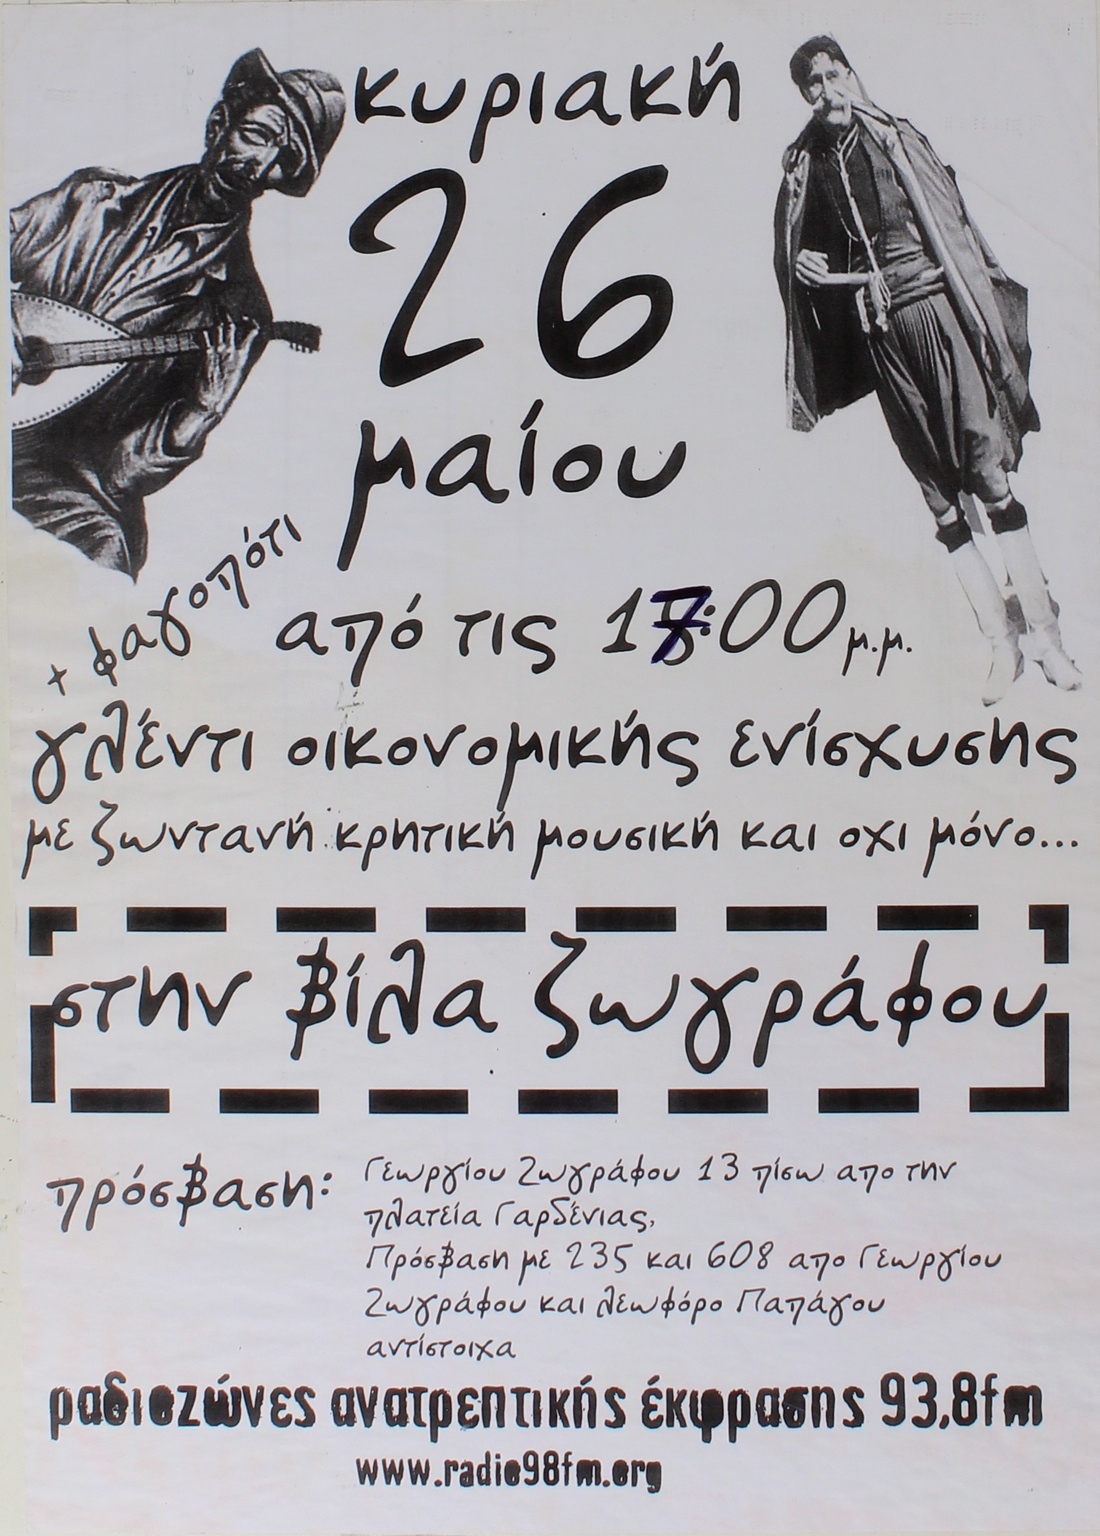 κυριακή
26
μαίου
+ φαγοπότι
από τις 17:00 μ.μ.
γλέντι οικονομικής ενίσχυσης
με ζωντανή κρητική μουσική και οχι μόνο...
στην βίλα ζωγράφου
πρόσβαση:
Γεωργίου Ζωγράφου 13 πίσω απο την
πλατεία Γαρδένιας,
Πρόσβαση με 235 και 608 απο Γεωργίου
Ζωγράφου και λεωφόρο Παπάγου
αντίστοιχα
ραδιοζώνες ανατρεπτικής έκφρασης 93,8fm
www.radio98fm.org